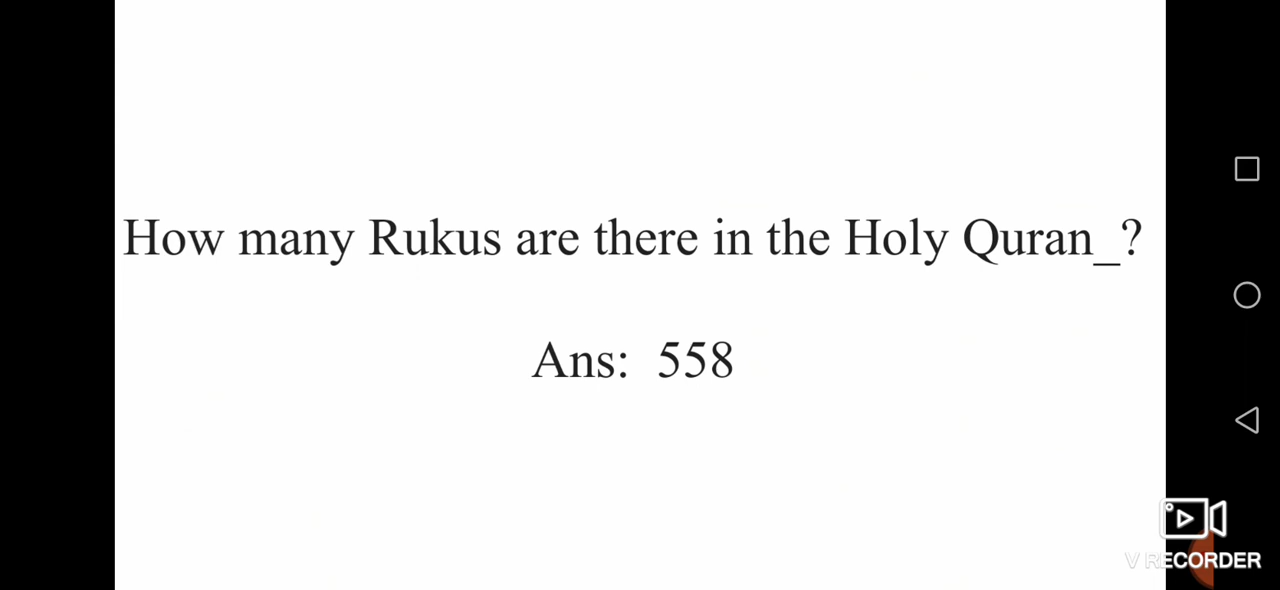 How many Rukus are there in the Holy Quran_?
Ans: 558
V RECORDER